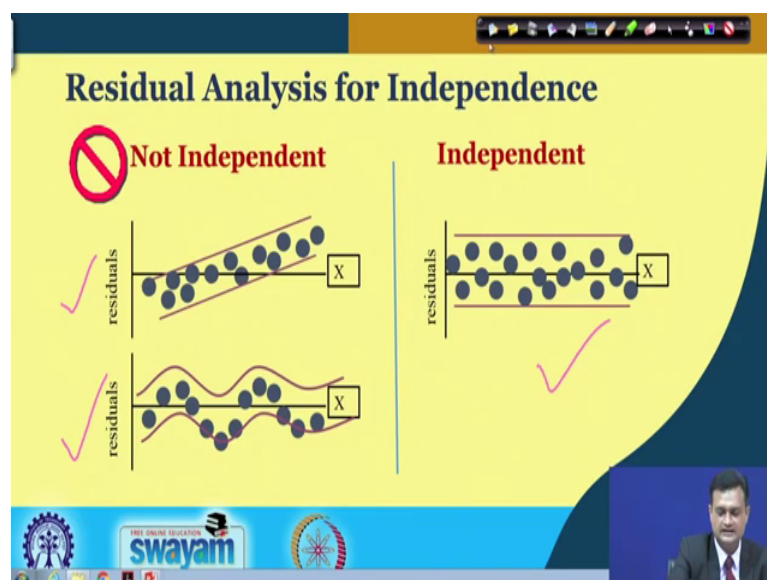 Residual Analysis for Independence
Not Independent
Independent
residuals
X
residuals
X
residuals
X
FREE ONLINE EDUCATION
swayam